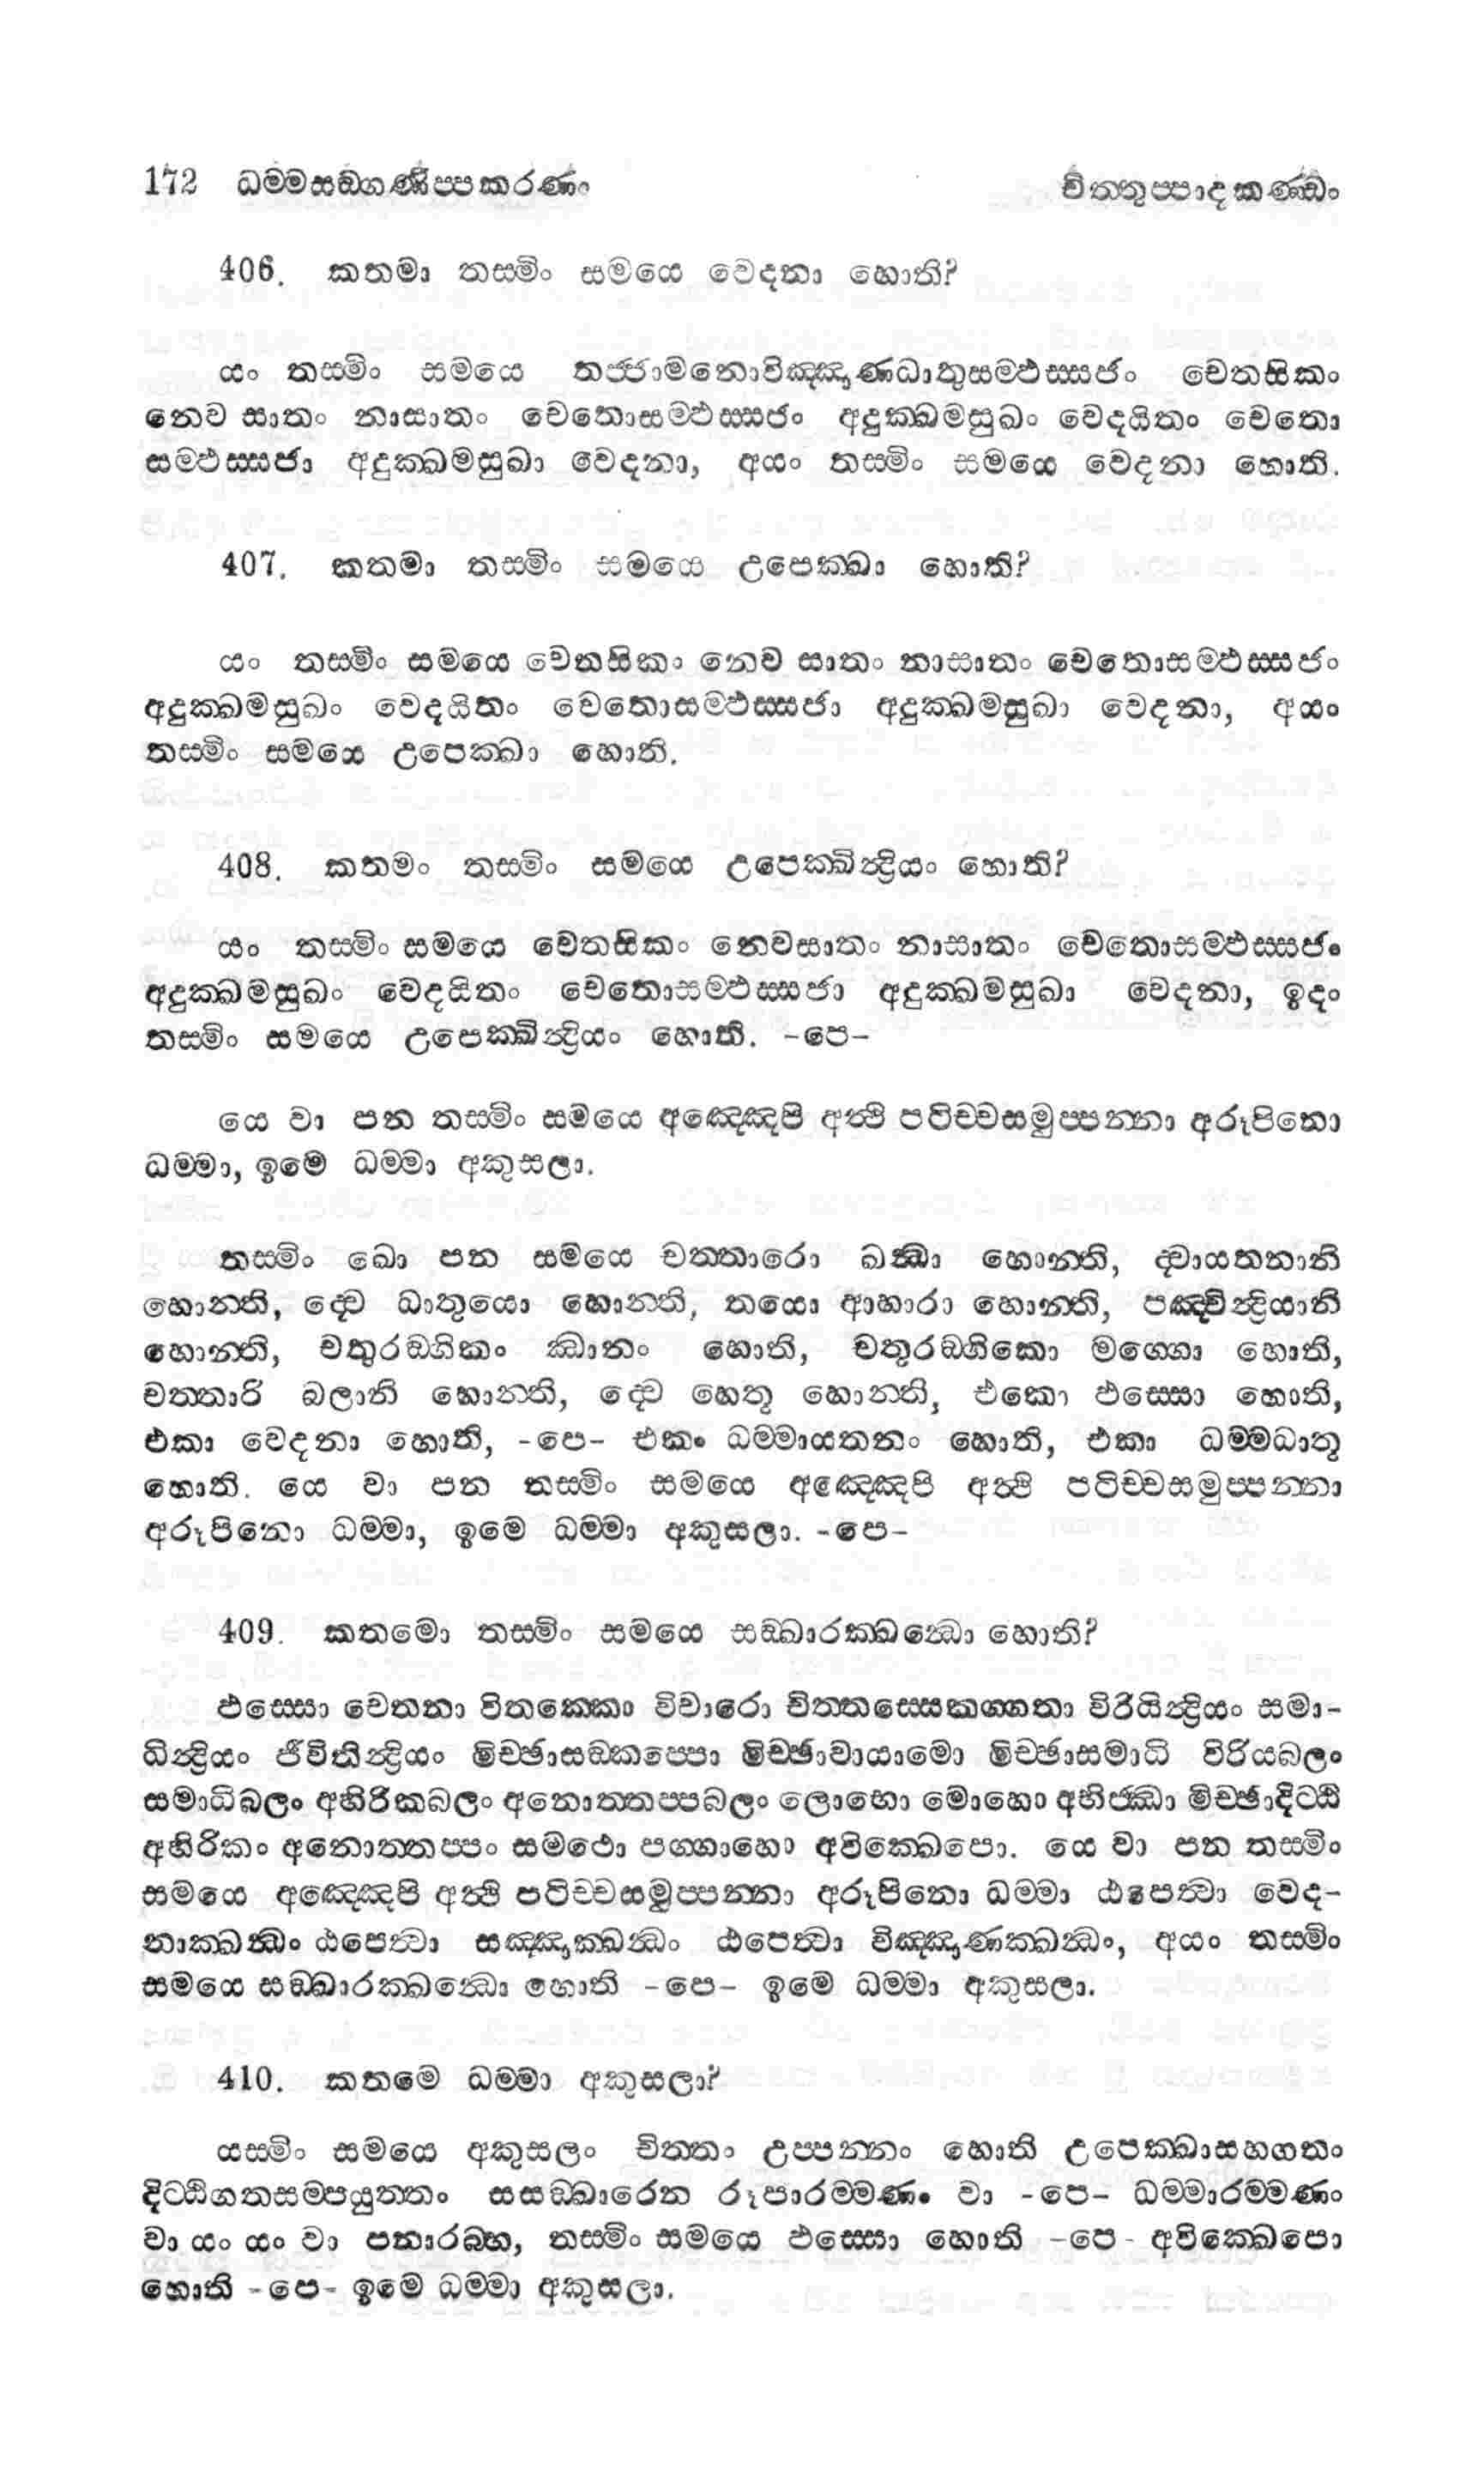 172 ධම්මසඞ්ගණිප්පකරණං චිත්තුප්පාදකණ්ඩං
406. කතමා තස්මිං සමයෙ වෙදනා හොති?
යං තස්මිං සමයෙ තජ්ජාමනොවිඤ්ඤාණධාතුසම්ඵස්සජං චෙතසිකං
නෙව සාතං නාසාතං චෙතොසම්ඵස්සජං අදුක්ඛමසුඛං වෙදයිතං චෙතො
සම්ඵස්සජා අදුක්ඛමසුඛා වෙදනා, අයං තස්මිං සමයෙ වෙදනා හොති.
407. කතමා තස්මිං සමයෙ උපෙක්ඛා හොති?
යං තස්මිං සමයෙ චෙතසිකං නෙව සාතං නාසාතං චෙතොසම්ඵස්සජං
අදුක්ඛමසුඛං වෙදයිතං චෙතොසම්ඵස්සජා අදුක්ඛමසුඛා වෙදනා, අයං
තස්මිං සමයෙ උපෙක්ඛා හොති.
408. කතමං තස්මිං සමයෙ උපෙක්ඛින්ද්‍රියං හොති?
යං තස්මිං සමයෙ චෙතසිකං නෙවසාතං නාසාතං චෙතොසම්ඵස්සජං
අදුක්ඛමසුඛං වෙදයිතං චෙතොසම්ඵස්සජා අදුක්ඛමසුඛා වෙදනා, ඉදං
තස්මිං සමයෙ උපෙක්ඛින්ද්‍රියං හොති. -පෙ-
යෙ වා පන තස්මිං සමයෙ අඤ්ඤෙපි අත්ථි පටිච්චසමුප්පන්නා අරූපිනො
ධම්මා, ඉමෙ ධම්මා අකුසලා.
තස්මිං ඛො පන සමයෙ චත්තාරො ඛන්ධා හොන්ති, ද්වායතනානි
හොන්ති, ද්වෙ ධාතුයො හොන්ති, තයො ආහාරා හොන්ති, පඤ්චින්ද්‍රියානි
හොන්ති, චතුරඞ්ගිකං ඣානං හොති, චතුරඞ්ගිකො මග්ගො හොති,
චත්තාරි බලානි හොන්ති, ද්වෙ හෙතූ හොන්ති, එකො ඵස්සො හොති,
එකා වෙදනා හොති, -පෙ- එකං ධම්මායතනං හොති, එකා ධම්මධාතු
හොති. යෙ වා පන තස්මිං සමයෙ අඤ්ඤෙපි අත්ථි පටිච්චසමුප්පන්නා
අරූපිනො ධම්මා, ඉමෙ ධම්මා අකුසලා. -පෙ-
409. කතමො තස්මිං සමයෙ සඞ්ඛාරක්ඛන්ධො හොති?
ඵස්සො චෙතනා විතක්කො විචාරො චිත්තස්සෙකග්ගතා විරියින්ද්‍රියං සමා-
ධින්ද්‍රියං ජීවිතින්ද්‍රියං මිච්ඡාසඞ්කප්පො මිච්ඡාවායාමො මිච්ඡාසමාධි විරියබලං
සමාධිබලං අහිරිකබලං අනොත්තප්පබලං ලොභො මොහො අභිජ්ඣා මිච්ඡාදිට්ඨි
අහිරිකං අනොත්තප්පං සමථො පග්ගාහො අවික්ඛෙපො. යෙ වා පන තස්මිං
සමයෙ අඤ්ඤෙපි අත්ථි පටිච්චසමුප්පන්නා අරූපිනො ධම්මා ඨපෙත්වා වෙද-
නාක්ඛන්ධං ඨපෙත්වා සඤ්ඤාක්ඛන්ධං ඨපෙත්වා විඤ්ඤාණක්ඛන්ධං, අයං තස්මිං
සමයෙ සඞ්ඛාරක්ඛන්ධො හොති -පෙ- ඉමෙ ධම්මා අකුසලා.
410. කතමෙ ධම්මා අකුසලා?
යස්මිං සමයෙ අකුසලං චිත්තං උප්පන්නං හොති උපෙක්ඛාසහගතං
දිට්ඨිගතසම්පයුත්තං සසඞ්ඛාරෙන රූපාරම්මණං වා -පෙ- ධම්මාරම්මණං
වා යං යං වා පනාරබ්භ, තස්මිං සමයෙ ඵස්සො හොති -පෙ- අවික්ඛෙපො
හොති -පෙ- ඉමෙ ධම්මා අකුසලා.